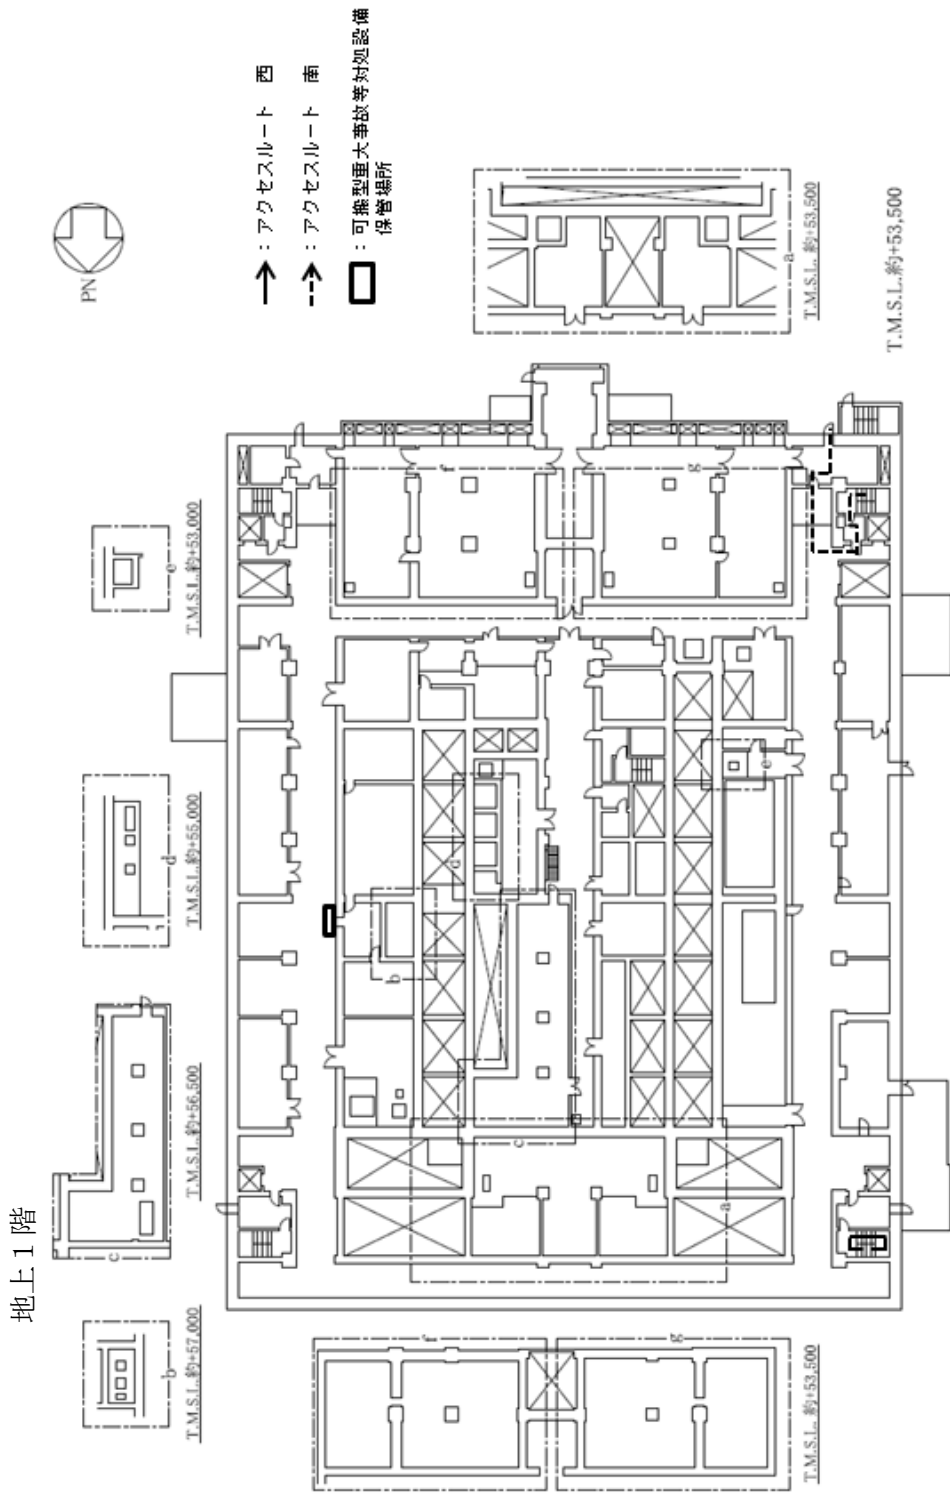 地上1階
PN
：アクセスルート 西
：アクセスルート 南
：可搬型重大事故等対処設備
保管場所
b
T.M.S.L.約+57,000
c
T.M.S.L.約+56,500
d
T.M.S.L.約+55,000
e
T.M.S.L.約+53,000
f
g
T.M.S.L. 約+53,500
a
b
c
d
e
f
g
a
T.M.S.L. 約+53,500
T.M.S.L.約+53,500